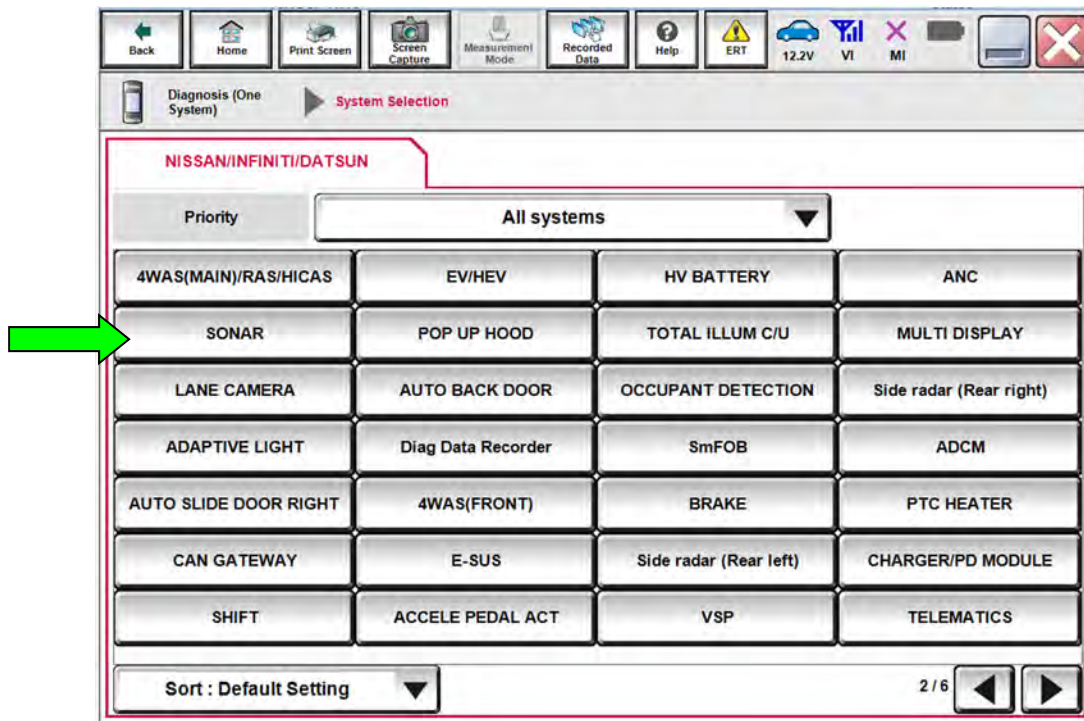 Back
Home
Print Screen
Screen
Capture
Measurement
Mode
Recorded
Data
Help
ERT
12.2V
VI
MI
Diagnosis (One
System)
System Selection
NISSAN/INFINITI/DATSUN
Priority
All systems
4WAS(MAIN)/RAS/HICAS
EV/HEV
HV BATTERY
ANC
SONAR
POP UP HOOD
TOTAL ILLUM C/U
MULTI DISPLAY
LANE CAMERA
AUTO BACK DOOR
OCCUPANT DETECTION
Side radar (Rear right)
ADAPTIVE LIGHT
Diag Data Recorder
SmFOB
ADCM
AUTO SLIDE DOOR RIGHT
4WAS(FRONT)
BRAKE
PTC HEATER
CAN GATEWAY
E-SUS
Side radar (Rear left)
CHARGER/PD MODULE
SHIFT
ACCELE PEDAL ACT
VSP
TELEMATICS
Sort : Default Setting
2/6